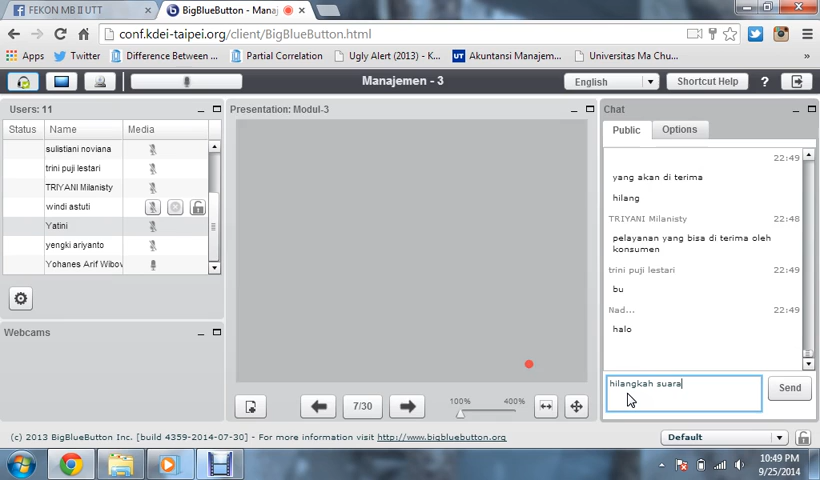 FEKON MB II UTT
BigBlueButton - Manaj
conf.kdei-taipei.org/client/BigBlueButton.html
Apps
Twitter
Difference Between ...
Partial Correlation
Ugly Alert (2013) - K...
UT
Akuntansi Manajem...
Universitas Ma Chu...
Manajemen - 3
English
Shortcut Help
?
Users: 11
Status
Name
Media
sulistiani noviana
trini puji lestari
TRIYANI Milanisty
windi astuti
Yatini
yengki ariyanto
Yohanes Arif Wibov
Webcams
Presentation: Modul-3
7/30
100%
400%
Chat
Public
Options
22:49
yang akan di terima
hilang
TRIYANI Milanisty
22:48
pelayanan yang bisa di terima oleh
konsumen
trini puji lestari
22:49
bu
Nad...
22:49
halo
hilangkah suara
Send
(c) 2013 BigBlueButton Inc. [build 4359-2014-07-30] - For more information visit http://www.bigbluebutton.org
Default
10:49 PM
9/25/2014